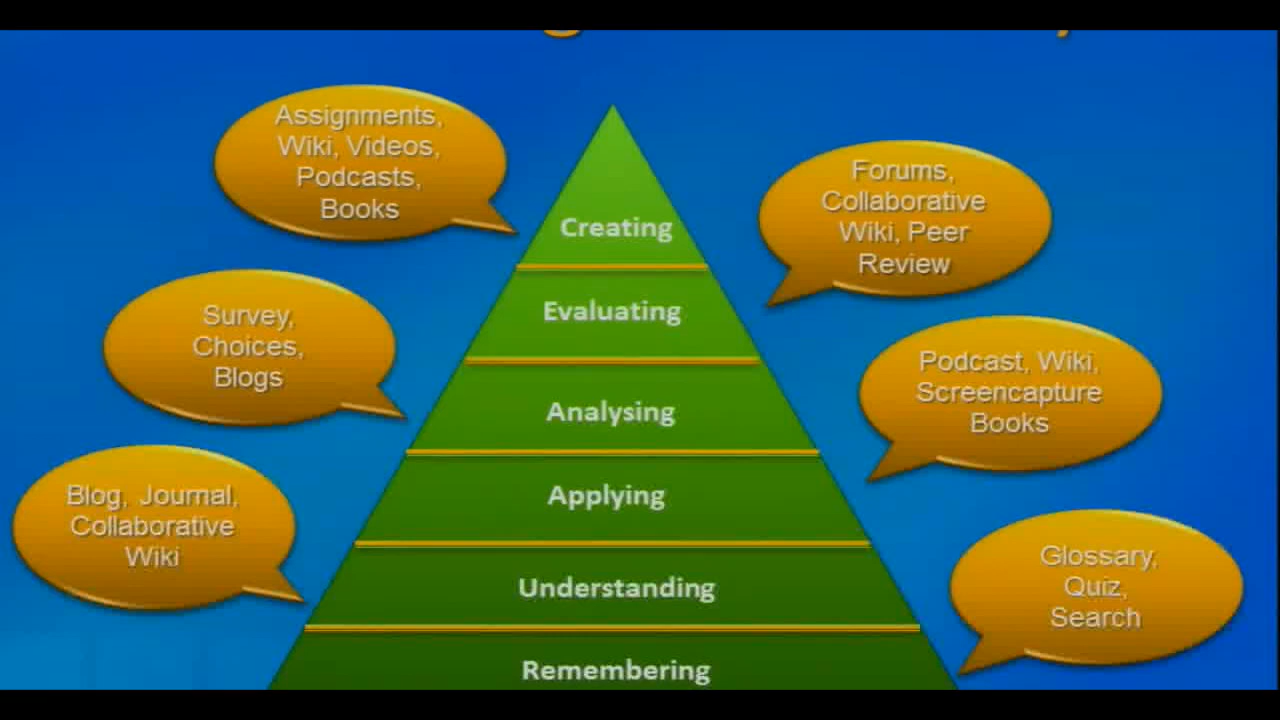 Assignments,
Wiki, Videos,
Podcasts,
Books
Forums,
Collaborative
Wiki, Peer
Review
Creating
Survey,
Choices,
Blogs
Evaluating
Podcast, Wiki,
Screencapture
Books
Analysing
Blog, Journal,
Collaborative
Wiki
Applying
Glossary,
Quiz,
Search
Understanding
Remembering